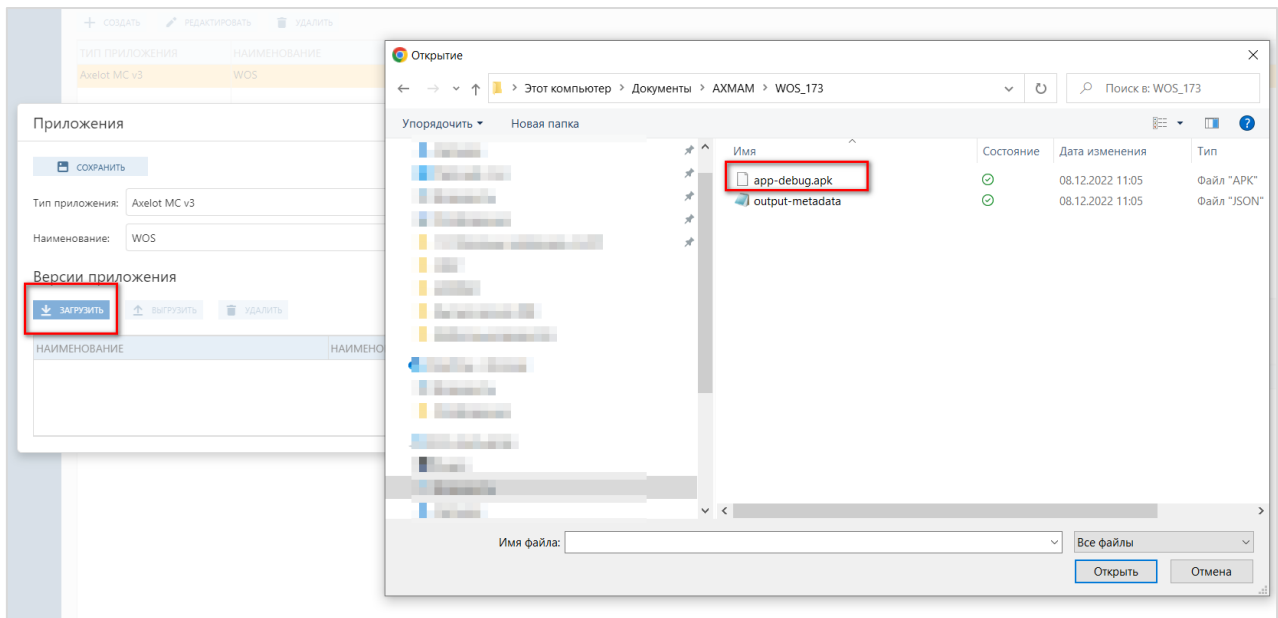 СОЗДАТЬ РЕДАКТИРОВАТЬ УДАЛИТЬ
ТИП ПРИЛОЖЕНИЯ НАИМЕНОВАНИЕ
Axelot MC v3 WOS
Приложения
СОХРАНИТЬ
Тип приложения: Axelot MC v3
Наименование: WOS
Версии приложения
ЗАГРУЗИТЬ ВЫГРУЗИТЬ УДАЛИТЬ
НАИМЕНОВАНИЕ НАИМЕНО
Открытие
Этот компьютер > Документы > AXMAM > WOS_173
Поиск в: WOS_173
Упорядочить Новая папка
Имя Состояние Дата изменения Тип
app-debug.apk 08.12.2022 11:05 Файл "APK"
output-metadata 08.12.2022 11:05 Файл "JSON"
Имя файла: Все файлы
Открыть Отмена